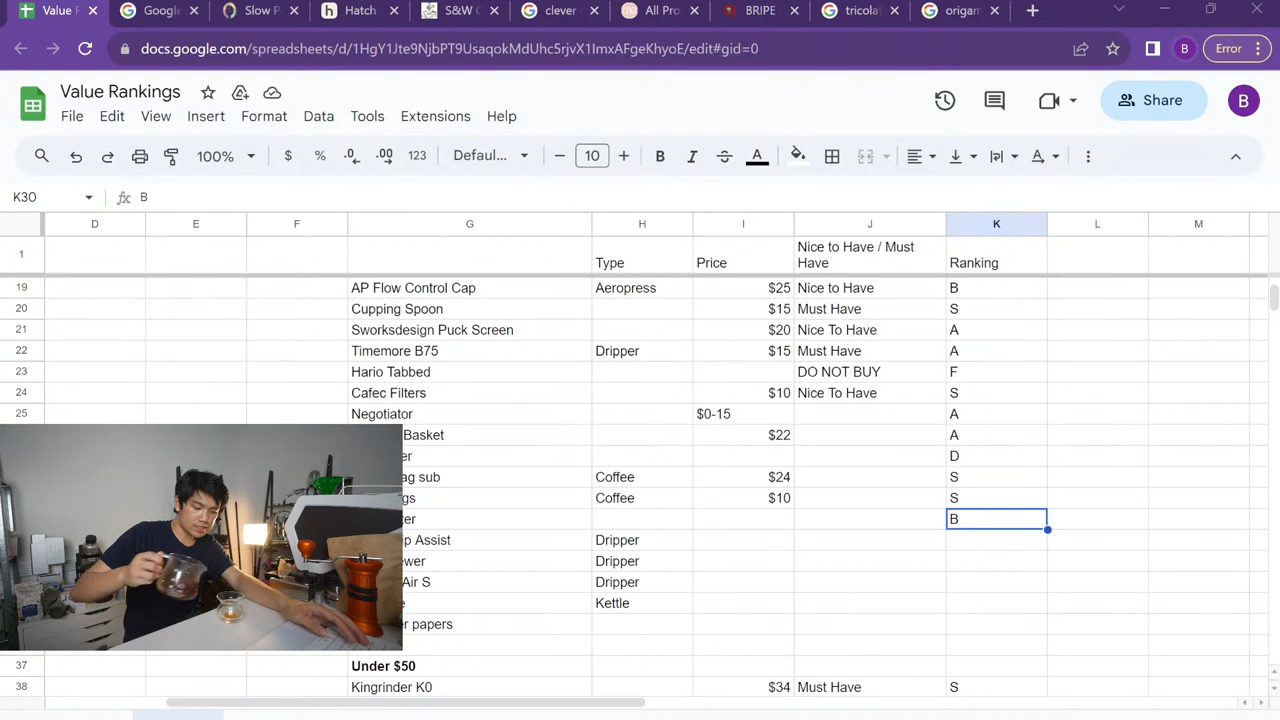 Value R
Google
Slow P
Hatch
S&W C
clever -
All Pro
BRIPE -
tricolat
origam
docs.google.com/spreadsheets/d/1HgY1Jte9NjbPT9UsaqokMdUhc5rjvX1ImxAFgeKhyoE/edit#gid=0
B
Error
Value Rankings
File Edit View Insert Format Data Tools Extensions Help
Share
B
100% $ % .0 .00 123 Defaul... 10 B I A
K30 fx B
D E F G H I J K L M
1 Type Price Nice to Have / Must Have Ranking
19 AP Flow Control Cap Aeropress $25 Nice to Have B
20 Cupping Spoon $15 Must Have S
21 Sworksdesign Puck Screen $20 Nice To Have A
22 Timemore B75 Dripper $15 Must Have A
23 Hario Tabbed DO NOT BUY F
24 Cafec Filters $10 Nice To Have S
25 Negotiator $0-15 A
Basket $22 A
er D
ag sub Coffee $24 S
gs Coffee $10 S
ter B
p Assist Dripper
ewer Dripper
Air S Dripper
e Kettle
r papers
37 Under $50
38 Kingrinder K0 $34 Must Have S